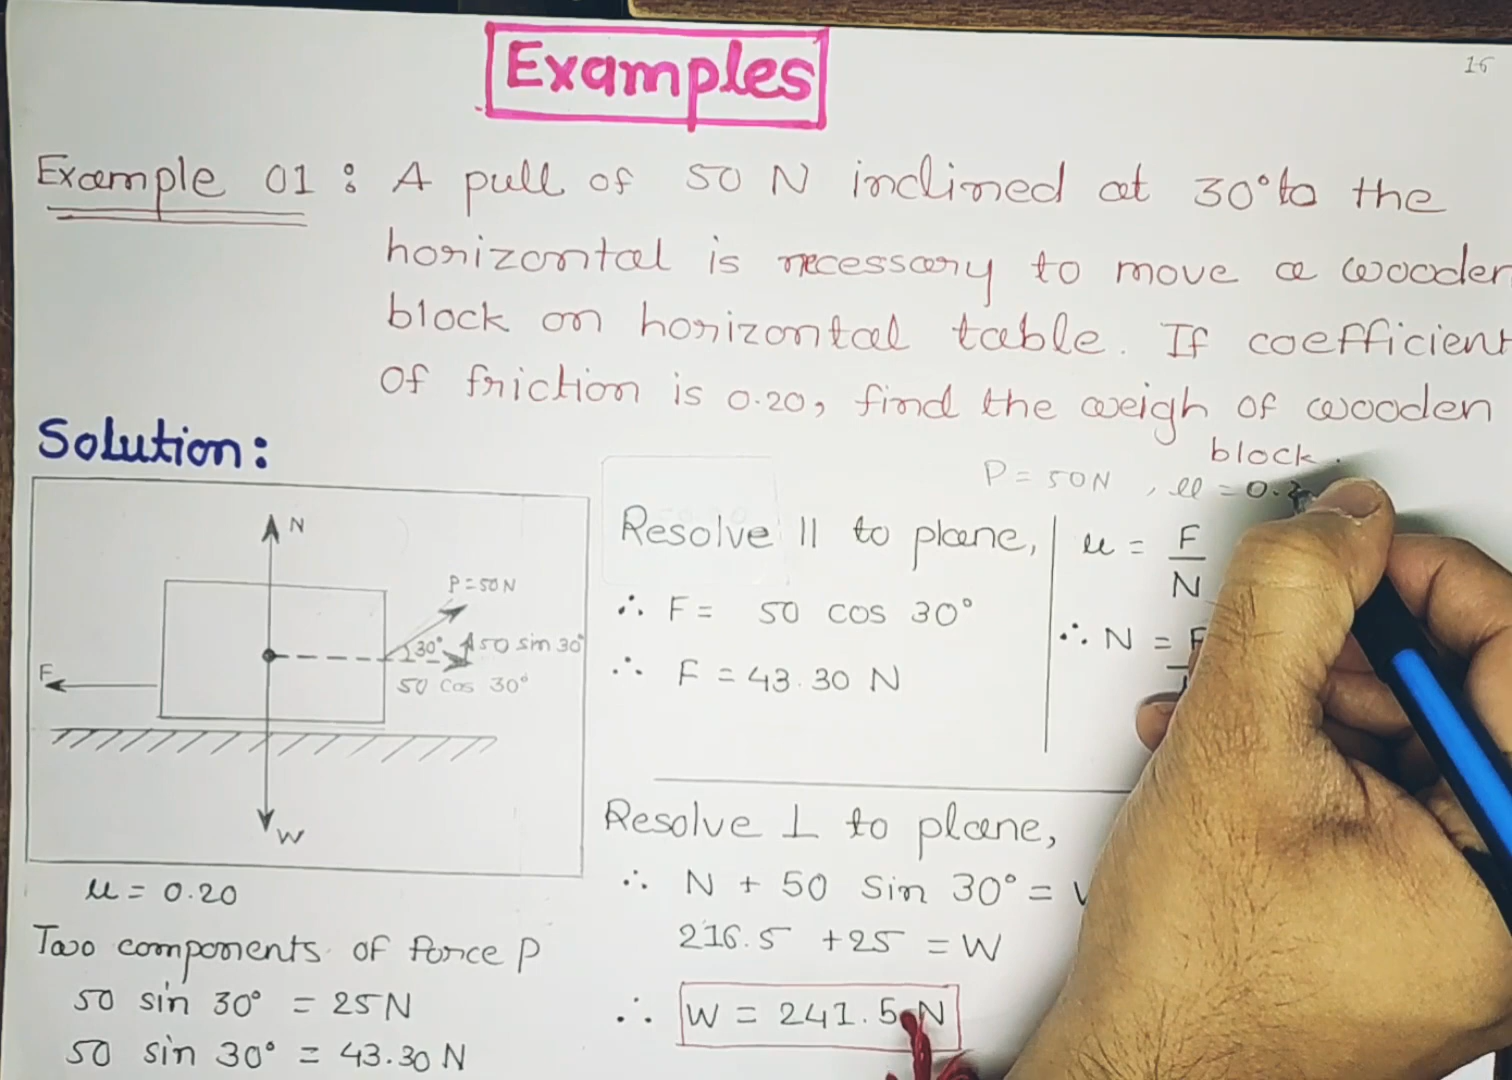 Examples
15
Example 01 : A pull of 50 N inclined at 30° to the
horizontal is necessary to move a wooden
block on horizontal table. If coefficient
of friction is 0.20, find the weigh of wooden
block.
P = 50N , μ = 0.2
Solution:
N
P = 50N
30°
50 sin 30°
50 cos 30°
F
W
μ = 0.20
Two components of force P
50 sin 30° = 25N
50 sin 30° = 43.30 N
Resolve || to plane,
∴ F = 50 cos 30°
∴ F = 43.30 N
μ = F
N
∴ N = F
Resolve ⊥ to plane,
∴ N + 50 sin 30° =
216.5 + 25 = W
∴ W = 241.5 N